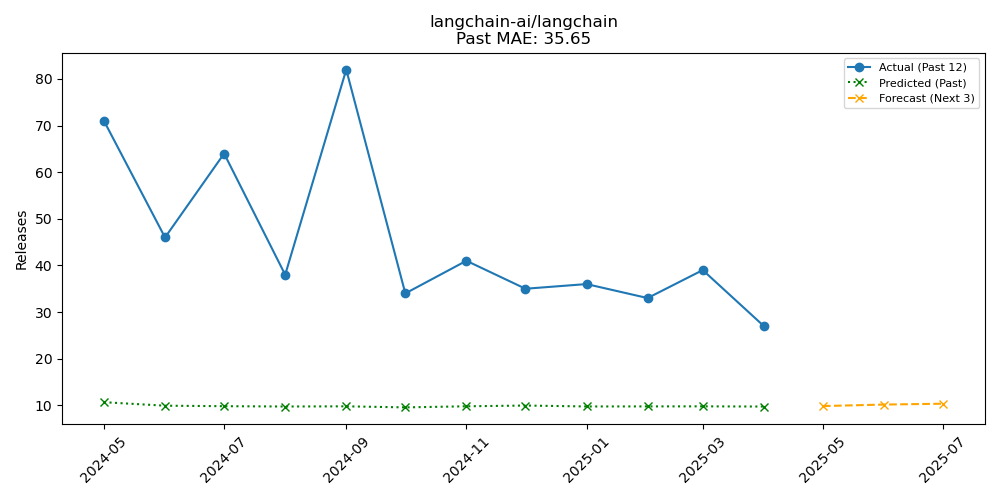 langchain-ai/langchain
Past MAE: 35.65
Actual (Past 12)
Predicted (Past)
Forecast (Next 3)
Releases
80
70
60
50
40
30
20
10
2024-05
2024-07
2024-09
2024-11
2025-01
2025-03
2025-05
2025-07